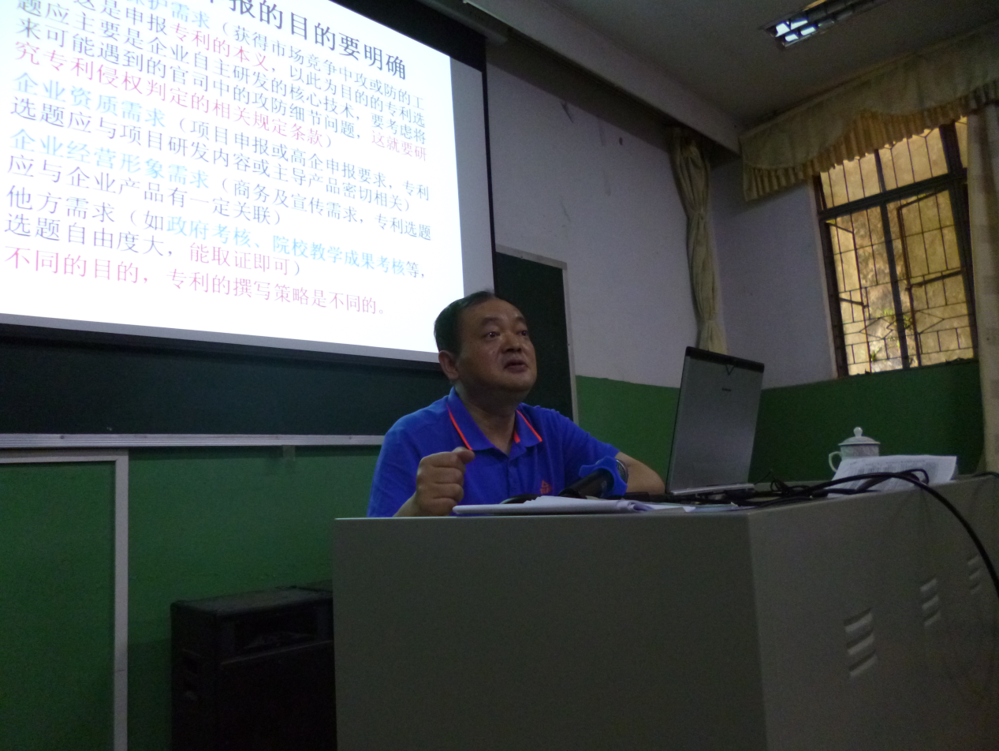 报的目的要明确
护需求（获得市场竞争中攻或防的工
这是申报专利的本义，以此为目的的专利选
题应主要是企业自主研发的核心技术，要考虑将
来可能遇到的官司中的攻防细节问题，这就要研
究专利侵权判定的相关规定条款）
企业资质需求（项目申报或高企申报要求，专利
选题应与项目研发内容或主导产品密切相关）
企业经营形象需求（商务及宣传需求，专利选题
应与企业产品有一定关联）
他方需求（如政府考核、院校教学成果考核等，
选题自由度大，能取证即可）
不同的目的，专利的撰写策略是不同的。